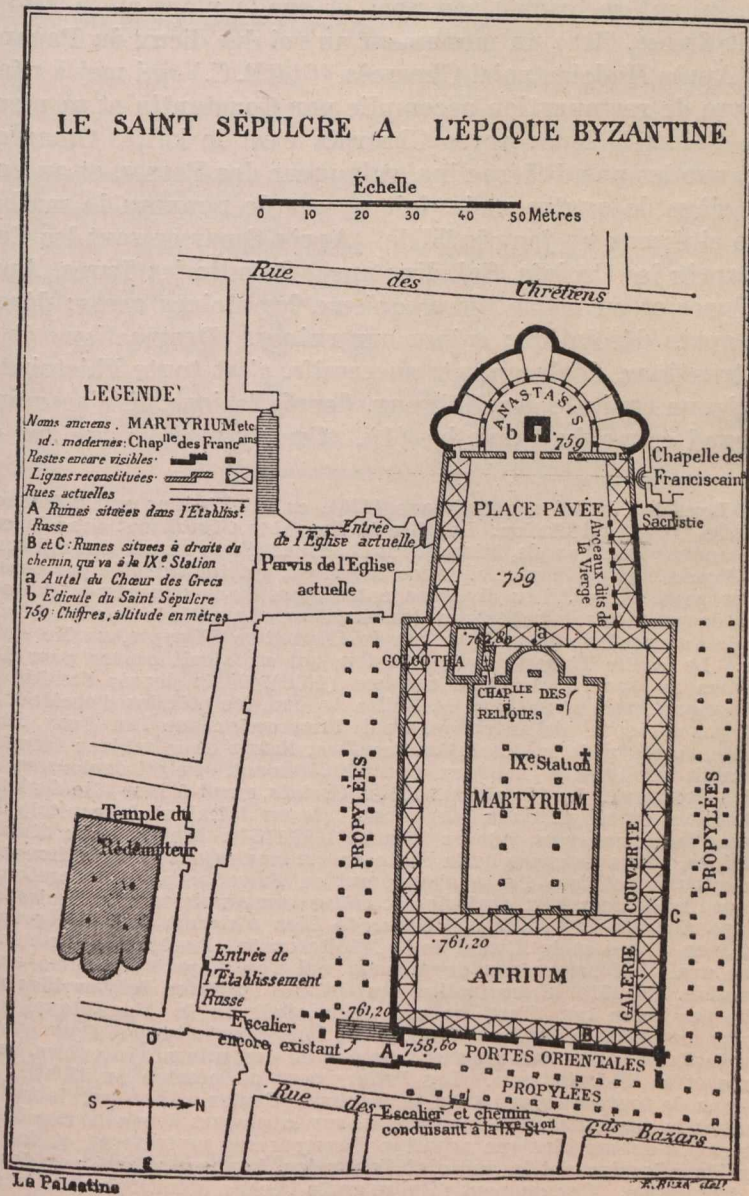 LE SAINT SÉPULCRE A L'ÉPOQUE BYZANTINE
Échelle
0 10 20 30 40 50 Mètres
Rue des Chrétiens
LEGENDE
Noms anciens. MARTYRIUM etc
id. modernes: Chaplle des Francains
Restes encore visibles
Lignes reconstituées
Rues actuelles
A Ruines situées dans l'Etablisst
Russe
B et C: Ruines situees à droite du
chemin, qui va à la IXe Station
a Autel du Chœur des Grecs
b Edicule du Saint Sépulcre
759: Chiffres, altitude en mètres
ANASTASIS
b
759
Chapelle des
Franciscains
Sacristie
PLACE PAVÉE
Arceaux dits de
la Vierge
759
Entrée
de l'Eglise actuelle
Parvis de l'Eglise
actuelle
a
GOLGOTHA
CHAPLLE DES
RELIQUES
IXe Station
MARTYRIUM
PROPYLÉES
PROPYLÉES
GALERIE COUVERTE
C
Temple du
Rédempteur
761,20
ATRIUM
Entrée de
l'Établissement
Russe
761,20
Escalier
encore existant
A
758,60
B
PORTES ORIENTALES
PROPYLÉES
O
S N
E
Rue des Gds Bazars
Escalier et chemin
conduisant à la IXeSton
La Palestine